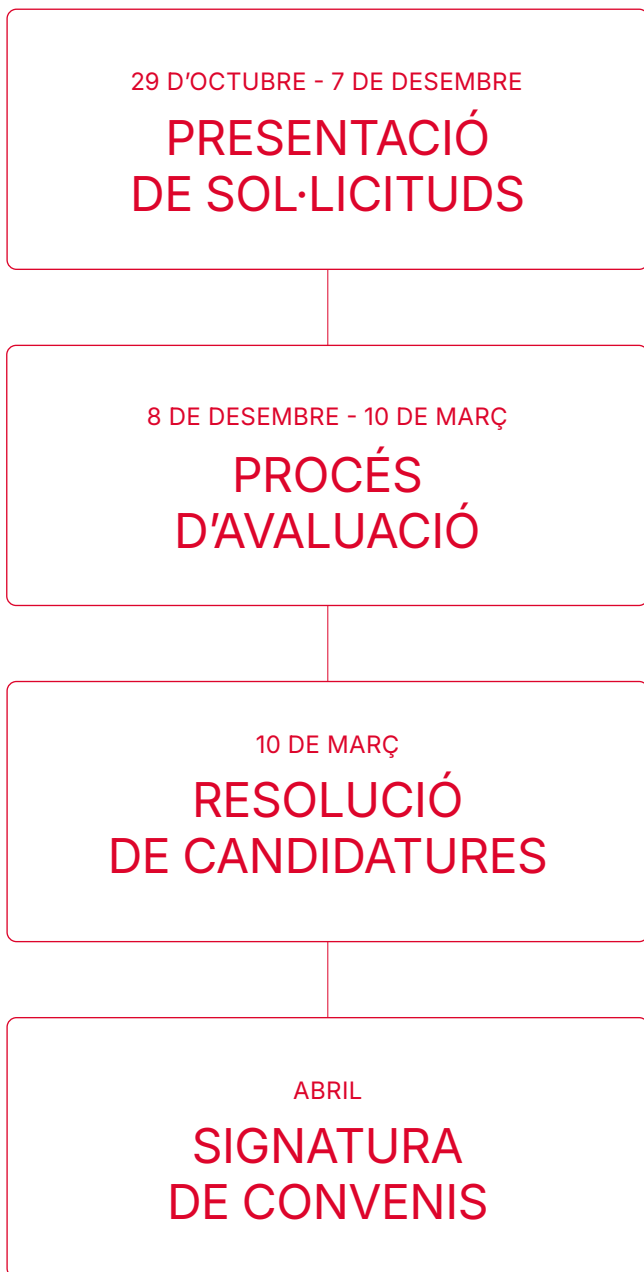 29 D’OCTUBRE - 7 DE DESEMBRE
PRESENTACIÓ
DE SOL·LICITUDS
8 DE DESEMBRE - 10 DE MARÇ
PROCÉS
D’AVALUACIÓ
10 DE MARÇ
RESOLUCIÓ
DE CANDIDATURES
ABRIL
SIGNATURA
DE CONVENIS